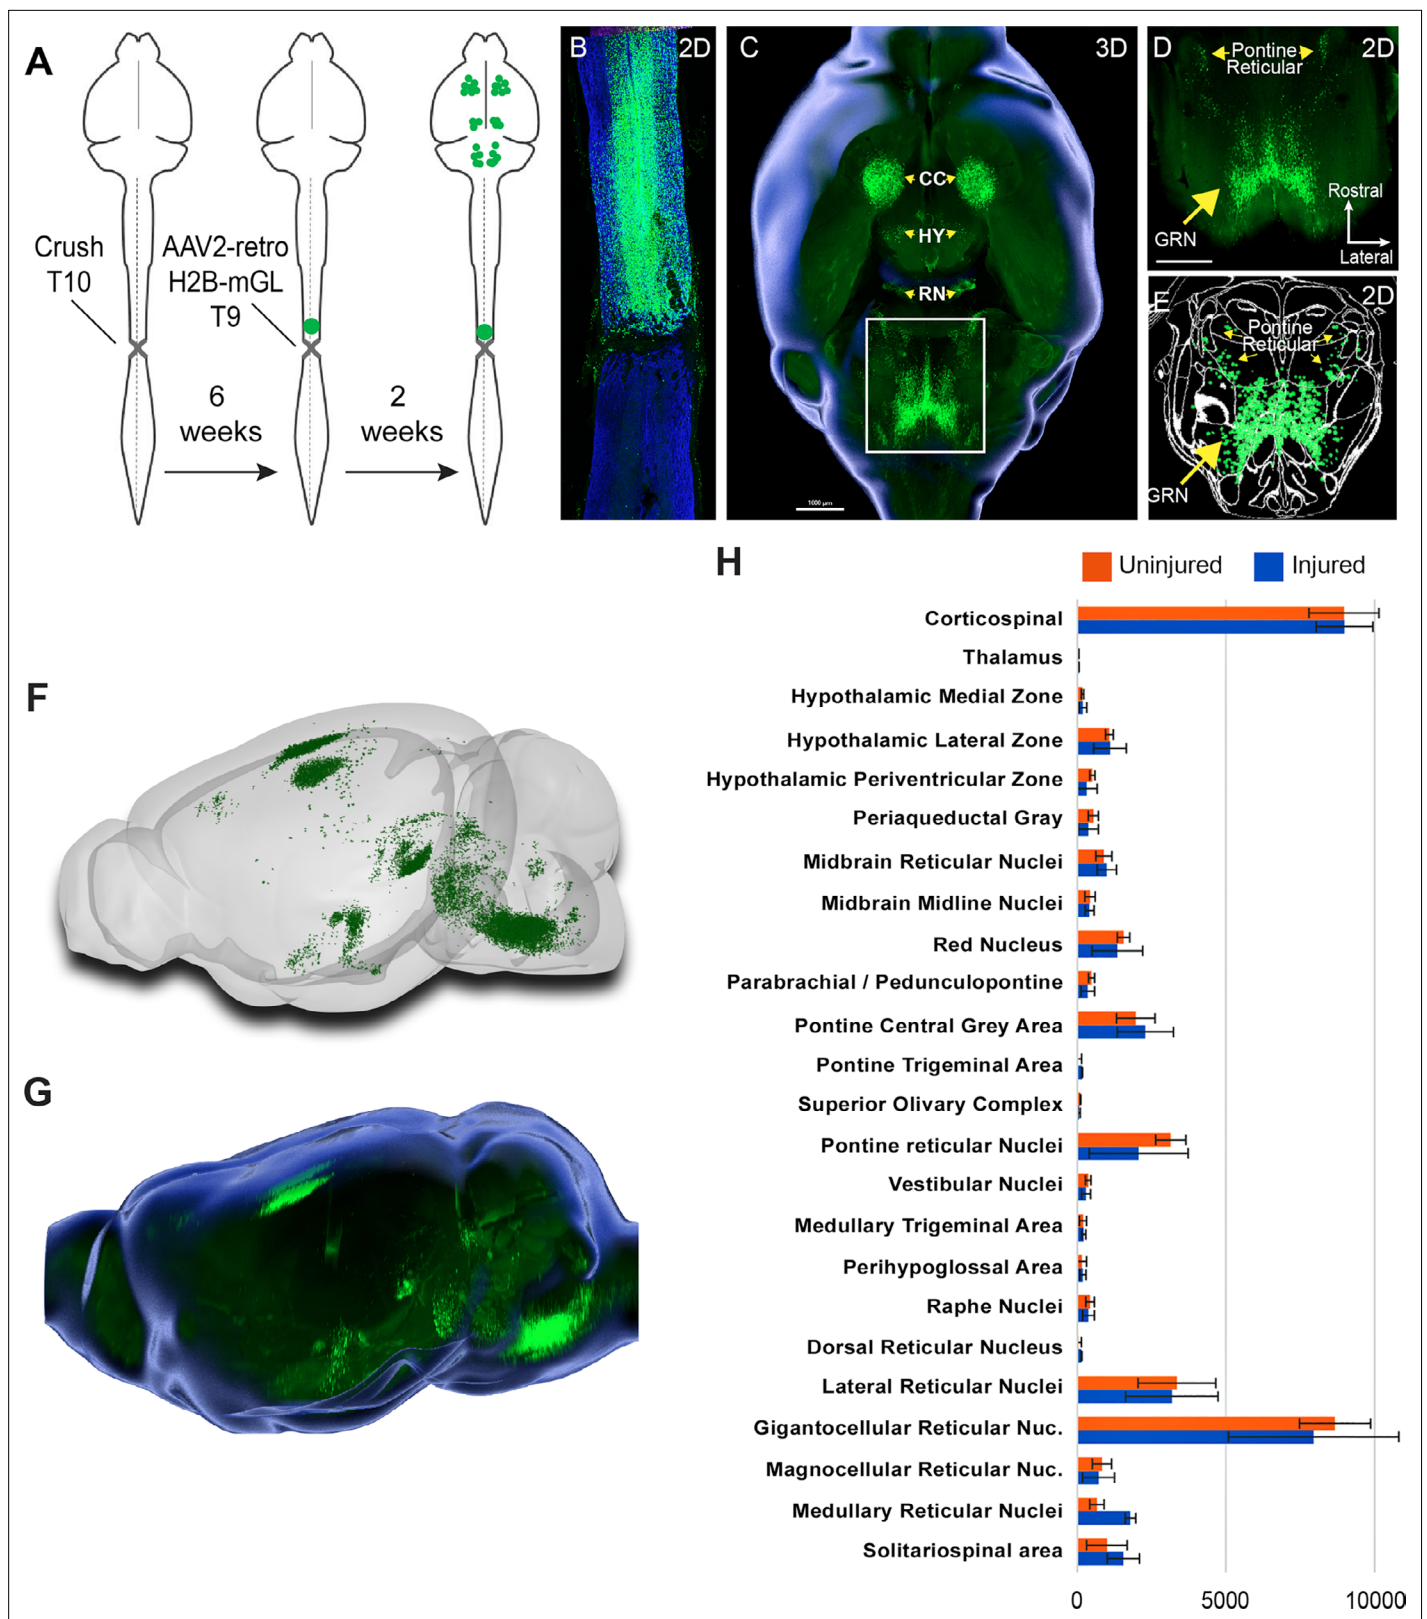 A
Crush
T10
AAV2-retro
H2B-mGL
T9
6
weeks
2
weeks
B
2D
C
3D
CC
HY
RN
1000 µm
D
2D
Pontine
Reticular
GRN
Rostral
Lateral
E
2D
Pontine
Reticular
GRN
F
G
H
Uninjured
Injured
Corticospinal
Thalamus
Hypothalamic Medial Zone
Hypothalamic Lateral Zone
Hypothalamic Periventricular Zone
Periaqueductal Gray
Midbrain Reticular Nuclei
Midbrain Midline Nuclei
Red Nucleus
Parabrachial / Pedunculopontine
Pontine Central Grey Area
Pontine Trigeminal Area
Superior Olivary Complex
Pontine reticular Nuclei
Vestibular Nuclei
Medullary Trigeminal Area
Perihypoglossal Area
Raphe Nuclei
Dorsal Reticular Nucleus
Lateral Reticular Nuclei
Gigantocellular Reticular Nuc.
Magnocellular Reticular Nuc.
Medullary Reticular Nuclei
Solitariospinal area
0
5000
10000